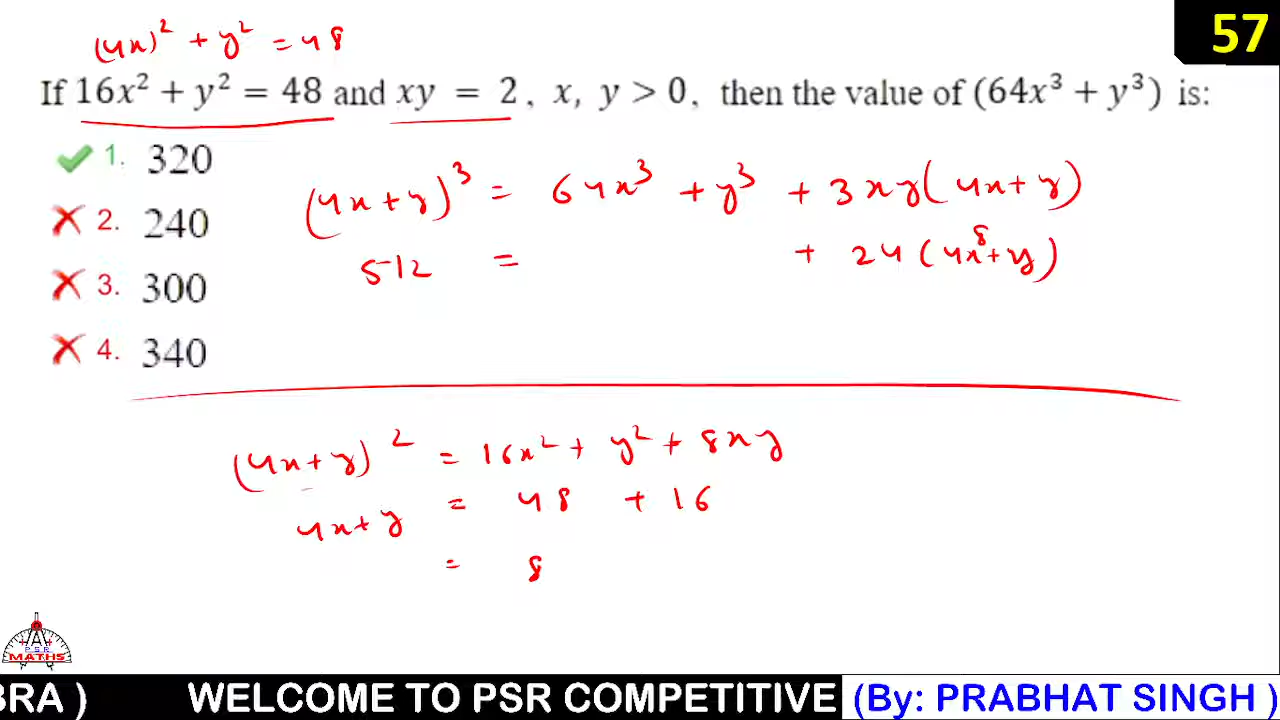 57
(4x)² + y² = 48
If 16x² + y² = 48 and xy = 2, x, y > 0, then the value of (64x³ + y³) is:
1. 320
2. 240
3. 300
4. 340
(4x+y)³ = 64x³ + y³ + 3xy(4x+y)
512 = + 24(4x+y)
8
(4x+y)² = 16x² + y² + 8xy
4x+y = 48 + 16
= 8
PSR
MATHS
BRA ) WELCOME TO PSR COMPETITIVE (By: PRABHAT SINGH )